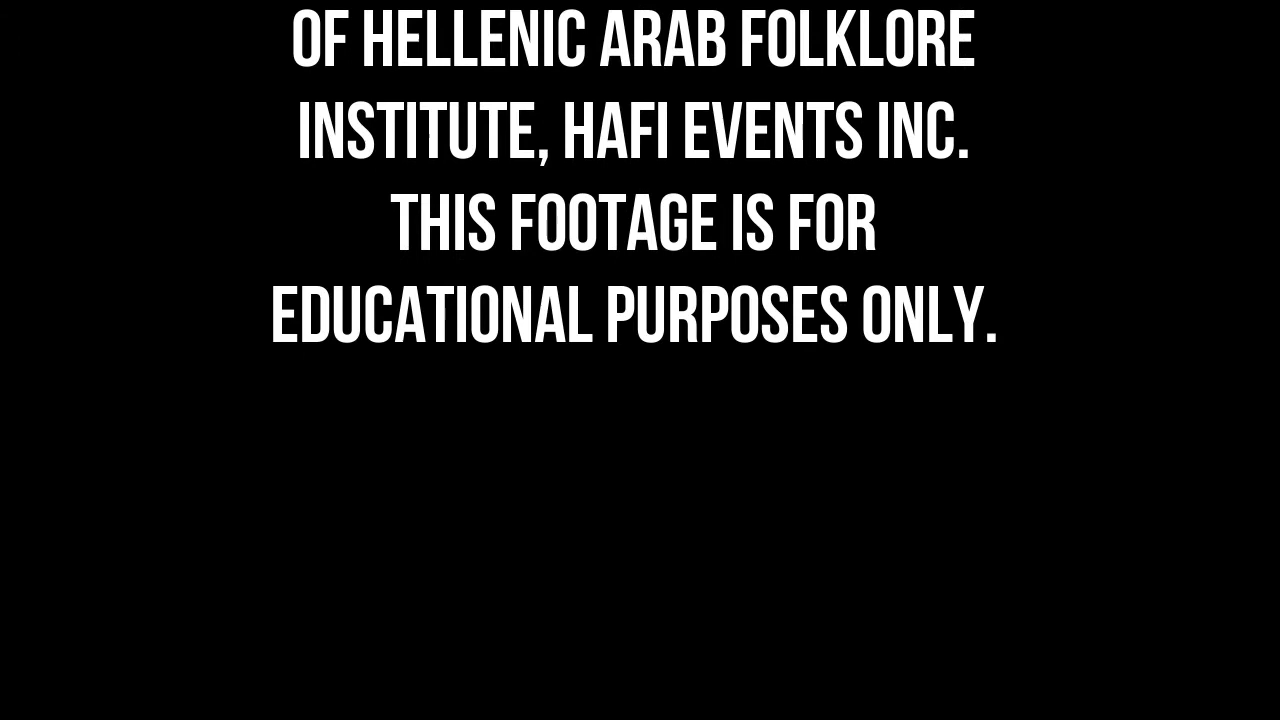 OF HELLENIC ARAB FOLKLORE
INSTITUTE, HAFI EVENTS INC.
THIS FOOTAGE IS FOR
EDUCATIONAL PURPOSES ONLY.